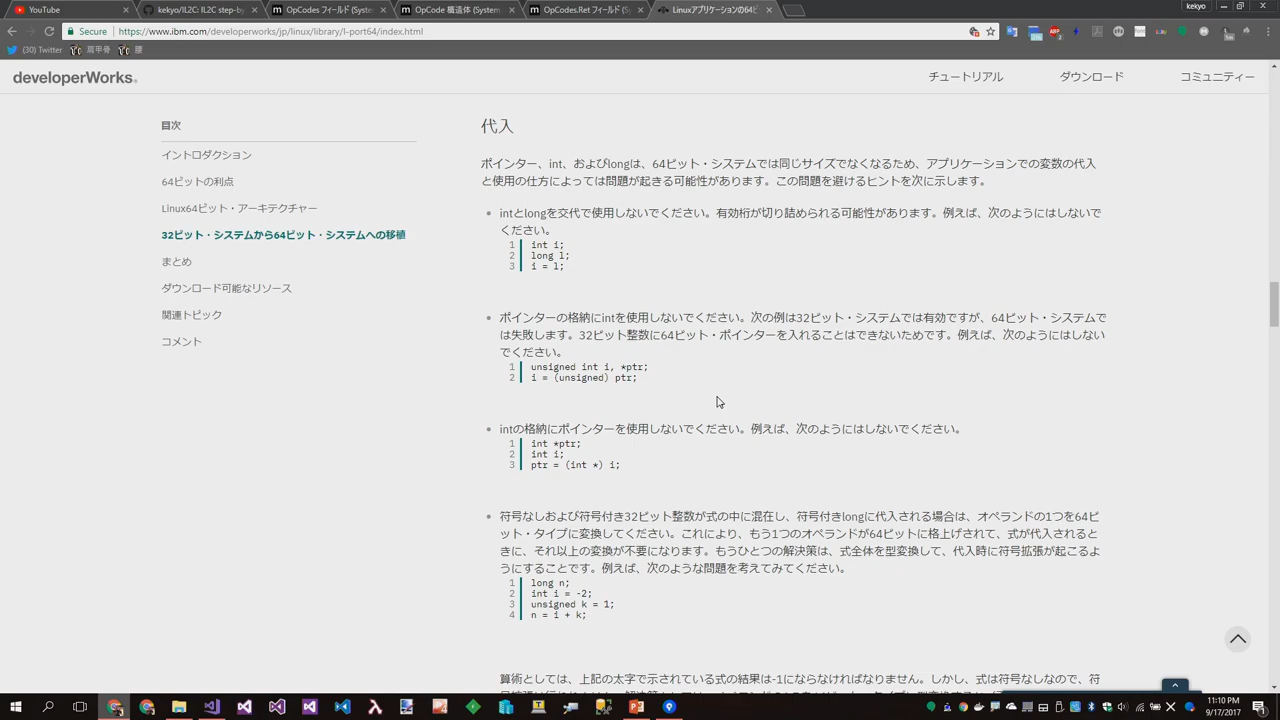 YouTube
kekyo/IL2C: IL2C step-by
OpCodes フィールド (System
OpCode 構造体 (System.
OpCodes.Ret フィールド (Sys
Linuxアプリケーションの64ビ
kekyo
Secure
https://www.ibm.com/developerworks/jp/linux/library/l-port64/index.html
(30) Twitter
肩甲骨
腰
developerWorks®
チュートリアル
ダウンロード
コミュニティー
目次
イントロダクション
64ビットの利点
Linux64ビット・アーキテクチャー
32ビット・システムから64ビット・システムへの移植
まとめ
ダウンロード可能なリソース
関連トピック
コメント
代入
ポインター、int、およびlongは、64ビット・システムでは同じサイズでなくなるため、アプリケーションでの変数の代入
と使用の仕方によっては問題が起きる可能性があります。この問題を避けるヒントを次に示します。
intとlongを交代で使用しないでください。有効桁が切り詰められる可能性があります。例えば、次のようにはしないで
ください。
1 int i;
2 long l;
3 i = l;
ポインターの格納にintを使用しないでください。次の例は32ビット・システムでは有効ですが、64ビット・システムで
は失敗します。32ビット整数に64ビット・ポインターを入れることはできないためです。例えば、次のようにはしない
でください。
1 unsigned int i, *ptr;
2 i = (unsigned) ptr;
intの格納にポインターを使用しないでください。例えば、次のようにはしないでください。
1 int *ptr;
2 int i;
3 ptr = (int *) i;
符号なしおよび符号付き32ビット整数が式の中に混在し、符号付きlongに代入される場合は、オペランドの1つを64ビ
ット・タイプに変換してください。これにより、もう1つのオペランドが64ビットに格上げされて、式が代入されると
きに、それ以上の変換が不要になります。もうひとつの解決策は、式全体を型変換して、代入時に符号拡張が起こるよ
うにすることです。例えば、次のような問題を考えてみてください。
1 long n;
2 int i = -2;
3 unsigned k = 1;
4 n = i + k;
算術としては、上記の太字で示されている式の結果は-1にならなければなりません。しかし、式は符号なしなので、符
11:10 PM
9/17/2017